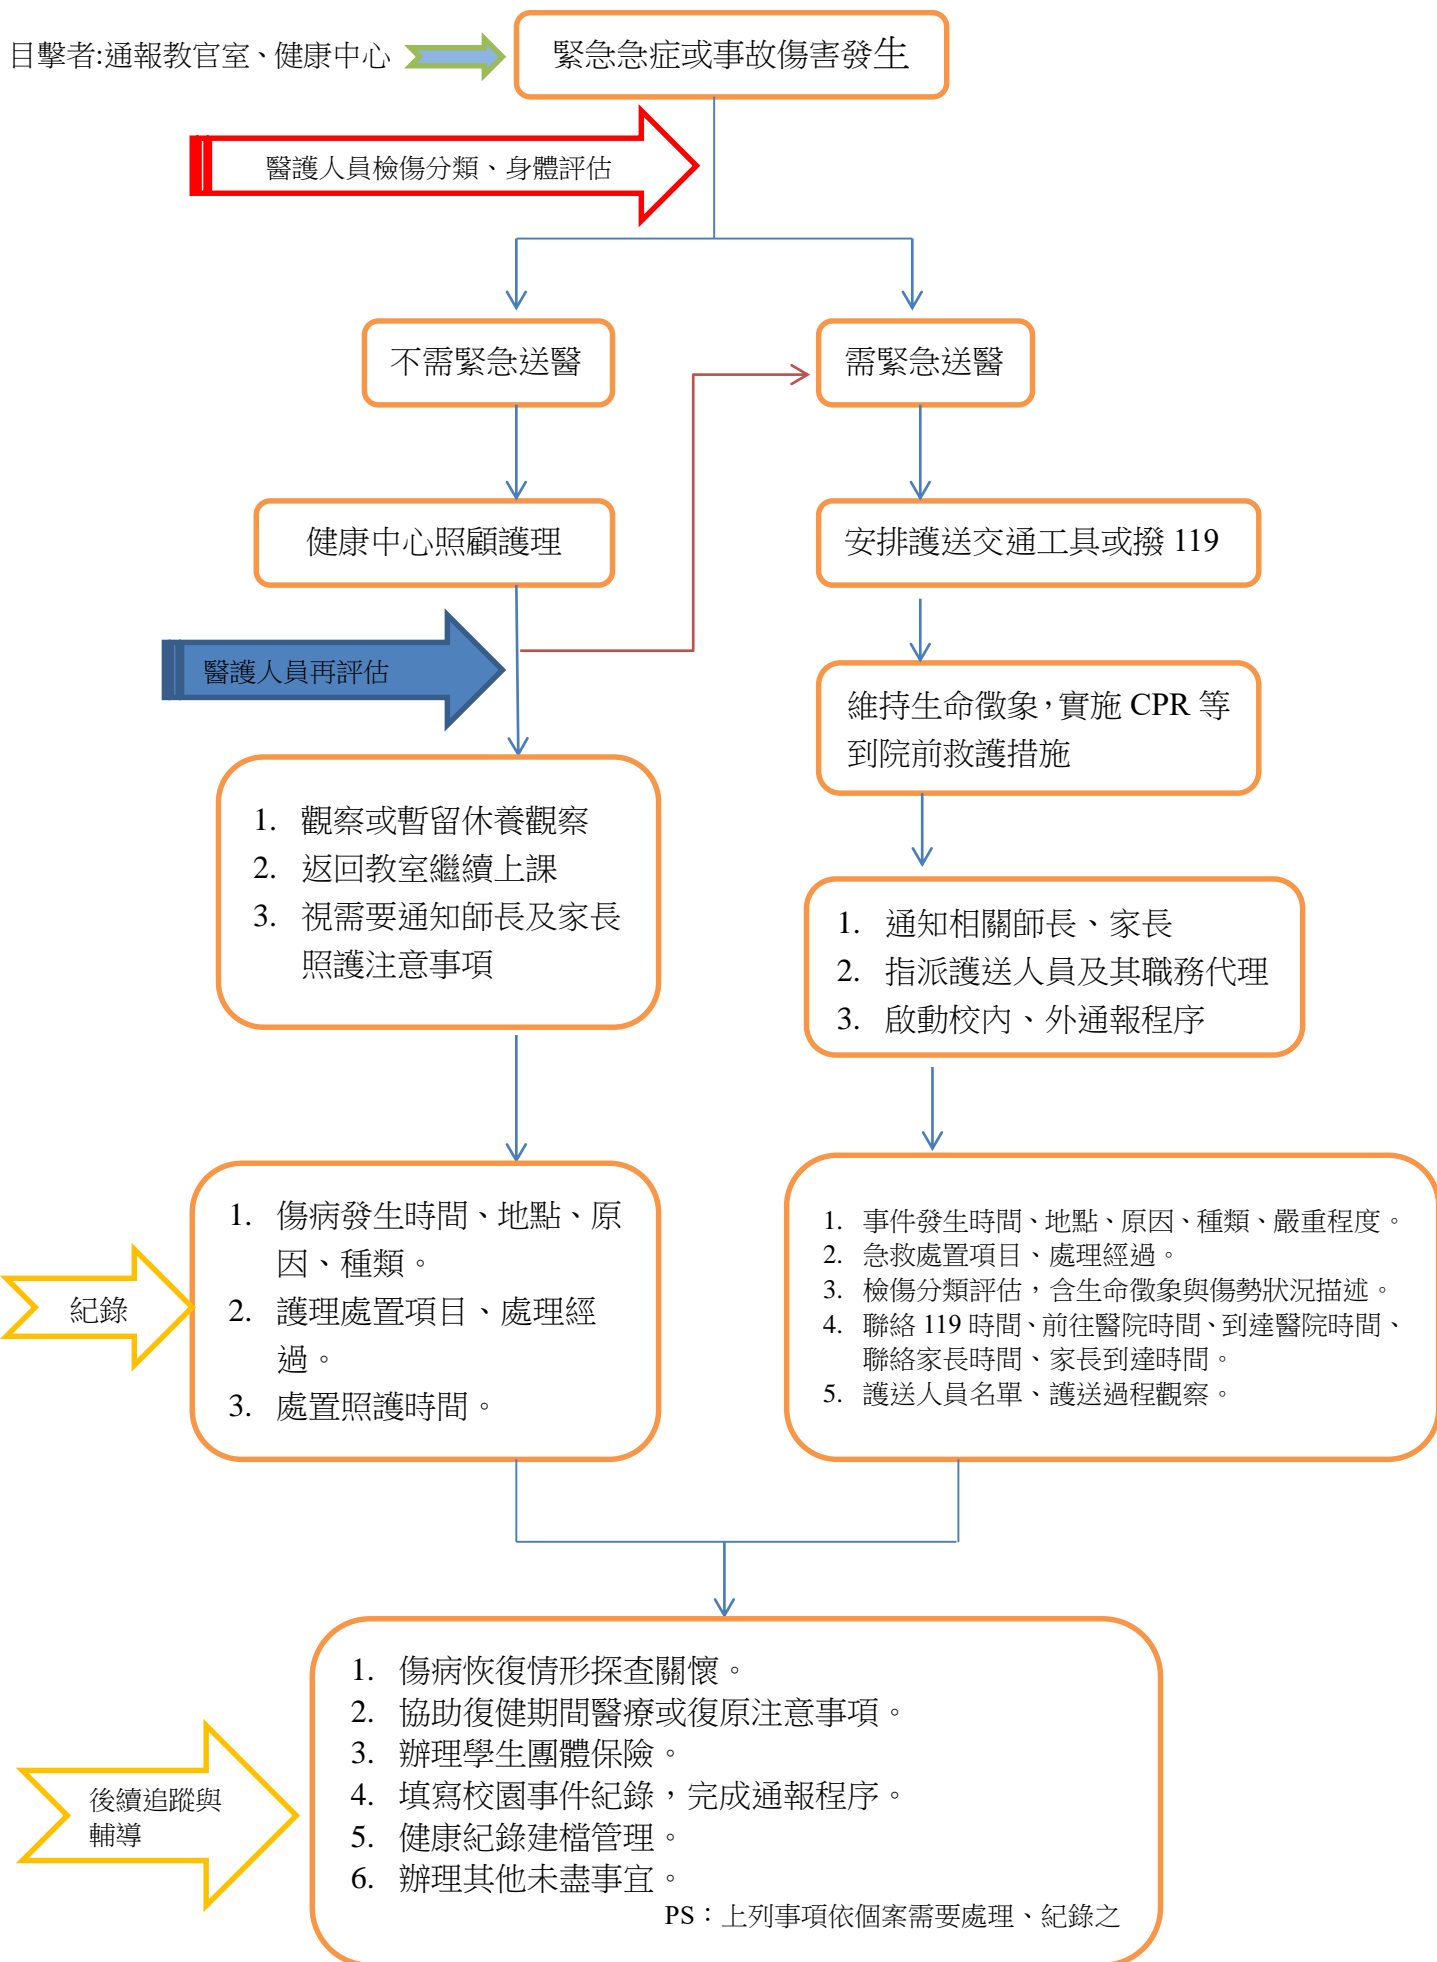 目擊者:通報教官室、健康中心
緊急急症或事故傷害發生
醫護人員檢傷分類、身體評估
不需緊急送醫
需緊急送醫
健康中心照顧護理
安排護送交通工具或撥 119
醫護人員再評估
維持生命徵象，實施 CPR 等
到院前救護措施
1. 觀察或暫留休養觀察
2. 返回教室繼續上課
3. 視需要通知師長及家長
照護注意事項
1. 通知相關師長、家長
2. 指派護送人員及其職務代理
3. 啟動校內、外通報程序
紀錄
1. 傷病發生時間、地點、原
因、種類。
2. 護理處置項目、處理經
過。
3. 處置照護時間。
1. 事件發生時間、地點、原因、種類、嚴重程度。
2. 急救處置項目、處理經過。
3. 檢傷分類評估，含生命徵象與傷勢狀況描述。
4. 聯絡 119 時間、前往醫院時間、到達醫院時間、
聯絡家長時間、家長到達時間。
5. 護送人員名單、護送過程觀察。
後續追蹤與
輔導
1. 傷病恢復情形探查關懷。
2. 協助復健期間醫療或復原注意事項。
3. 辦理學生團體保險。
4. 填寫校園事件紀錄，完成通報程序。
5. 健康紀錄建檔管理。
6. 辦理其他未盡事宜。
PS：上列事項依個案需要處理、紀錄之